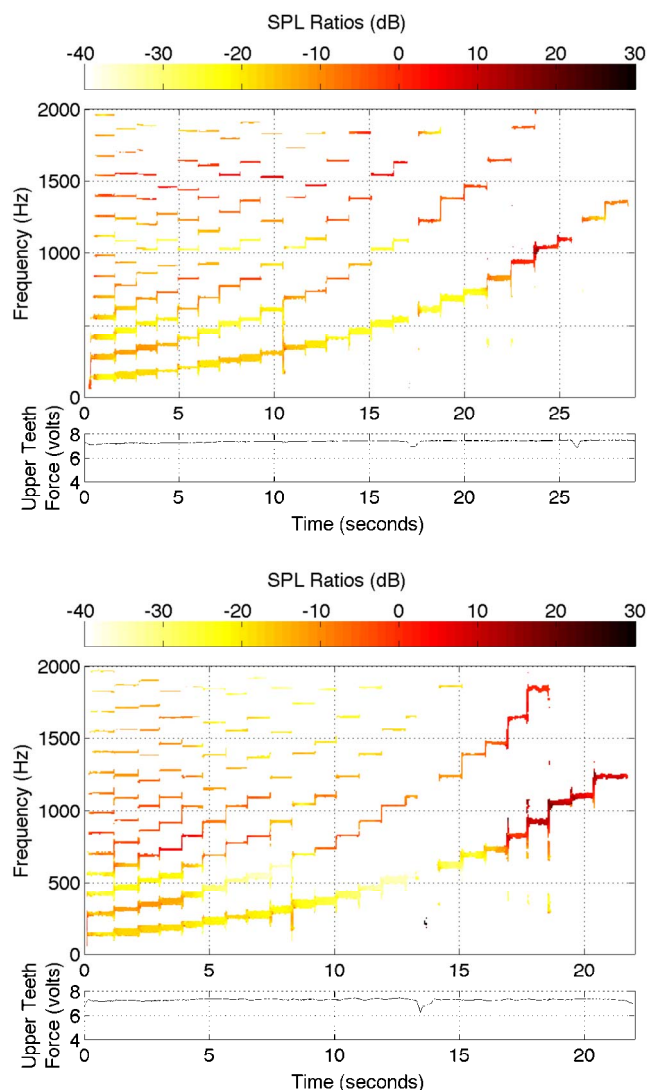 SPL Ratios (dB)
-40 -30 -20 -10 0 10 20 30
2000
1500
1000
500
0
Frequency (Hz)
0 5 10 15 20 25
8
6
4
Upper Teeth
Force (volts)
0 5 10 15 20 25
Time (seconds)
SPL Ratios (dB)
-40 -30 -20 -10 0 10 20 30
2000
1500
1000
500
0
Frequency (Hz)
0 5 10 15 20
8
6
4
Upper Teeth
Force (volts)
0 5 10 15 20
Time (seconds)